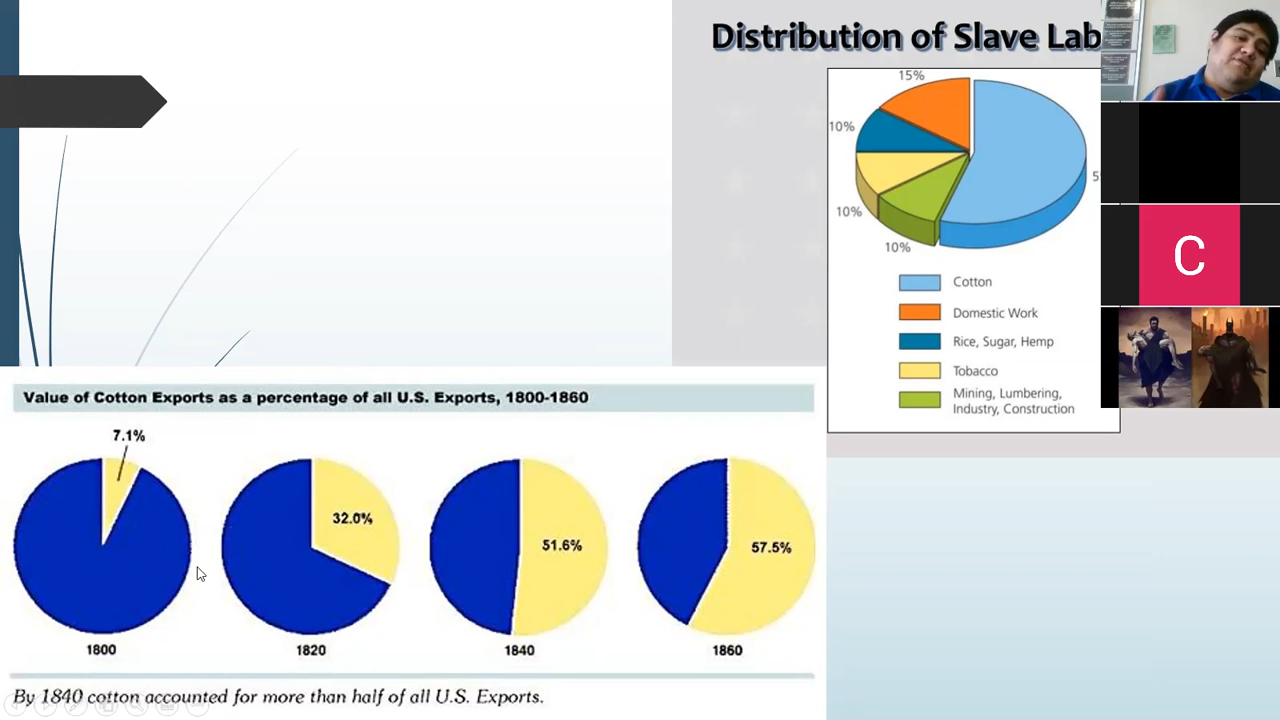 Distribution of Slave Lab
15%
10%
5
10%
10%
Cotton
Domestic Work
Rice, Sugar, Hemp
Tobacco
Mining, Lumbering,
Industry, Construction
C
Value of Cotton Exports as a percentage of all U.S. Exports, 1800-1860
7.1%
32.0%
51.6%
57.5%
1800
1820
1840
1860
By 1840 cotton accounted for more than half of all U.S. Exports.